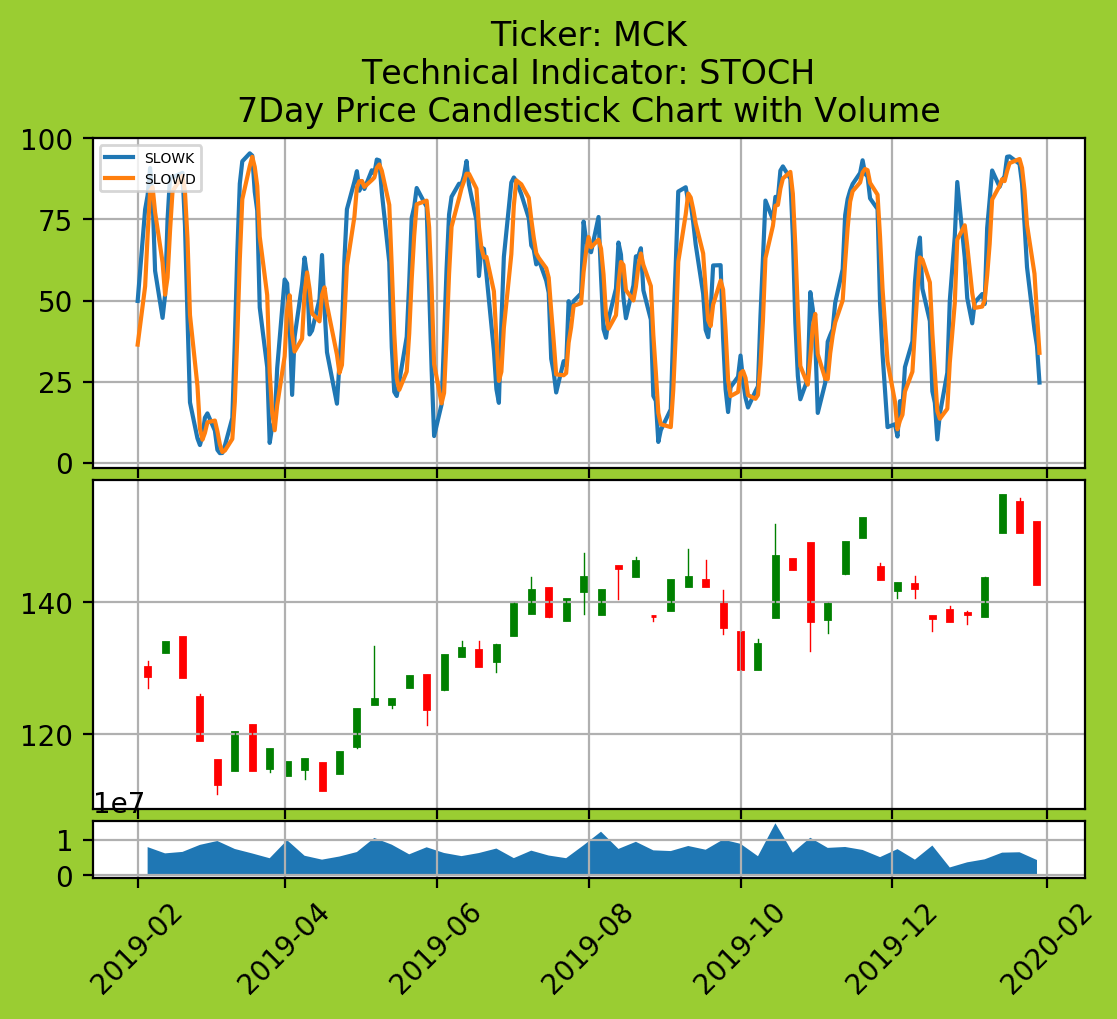 Ticker: MCK
Technical Indicator: STOCH
7Day Price Candlestick Chart with Volume
100
SLOWK
SLOWD
75
50
25
0
140
120
1e7
1
0
2019-02
2019-04
2019-06
2019-08
2019-10
2019-12
2020-02